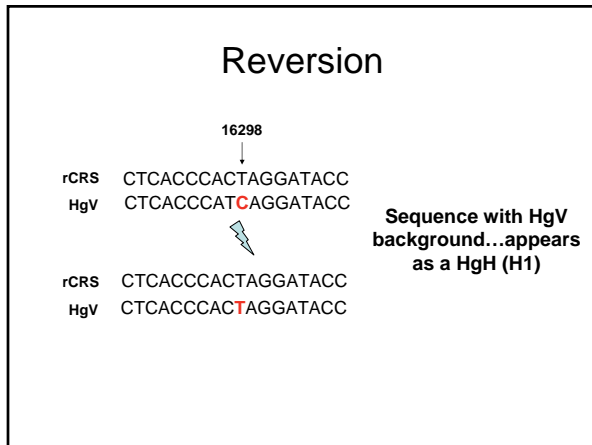 Reversion
16298
rCRS CTCACCCACTAGGATACC
HgV CTCACCCATCAGGATACC
rCRS CTCACCCACTAGGATACC
HgV CTCACCCACTAGGATACC
Sequence with HgV
background...appears
as a HgH (H1)